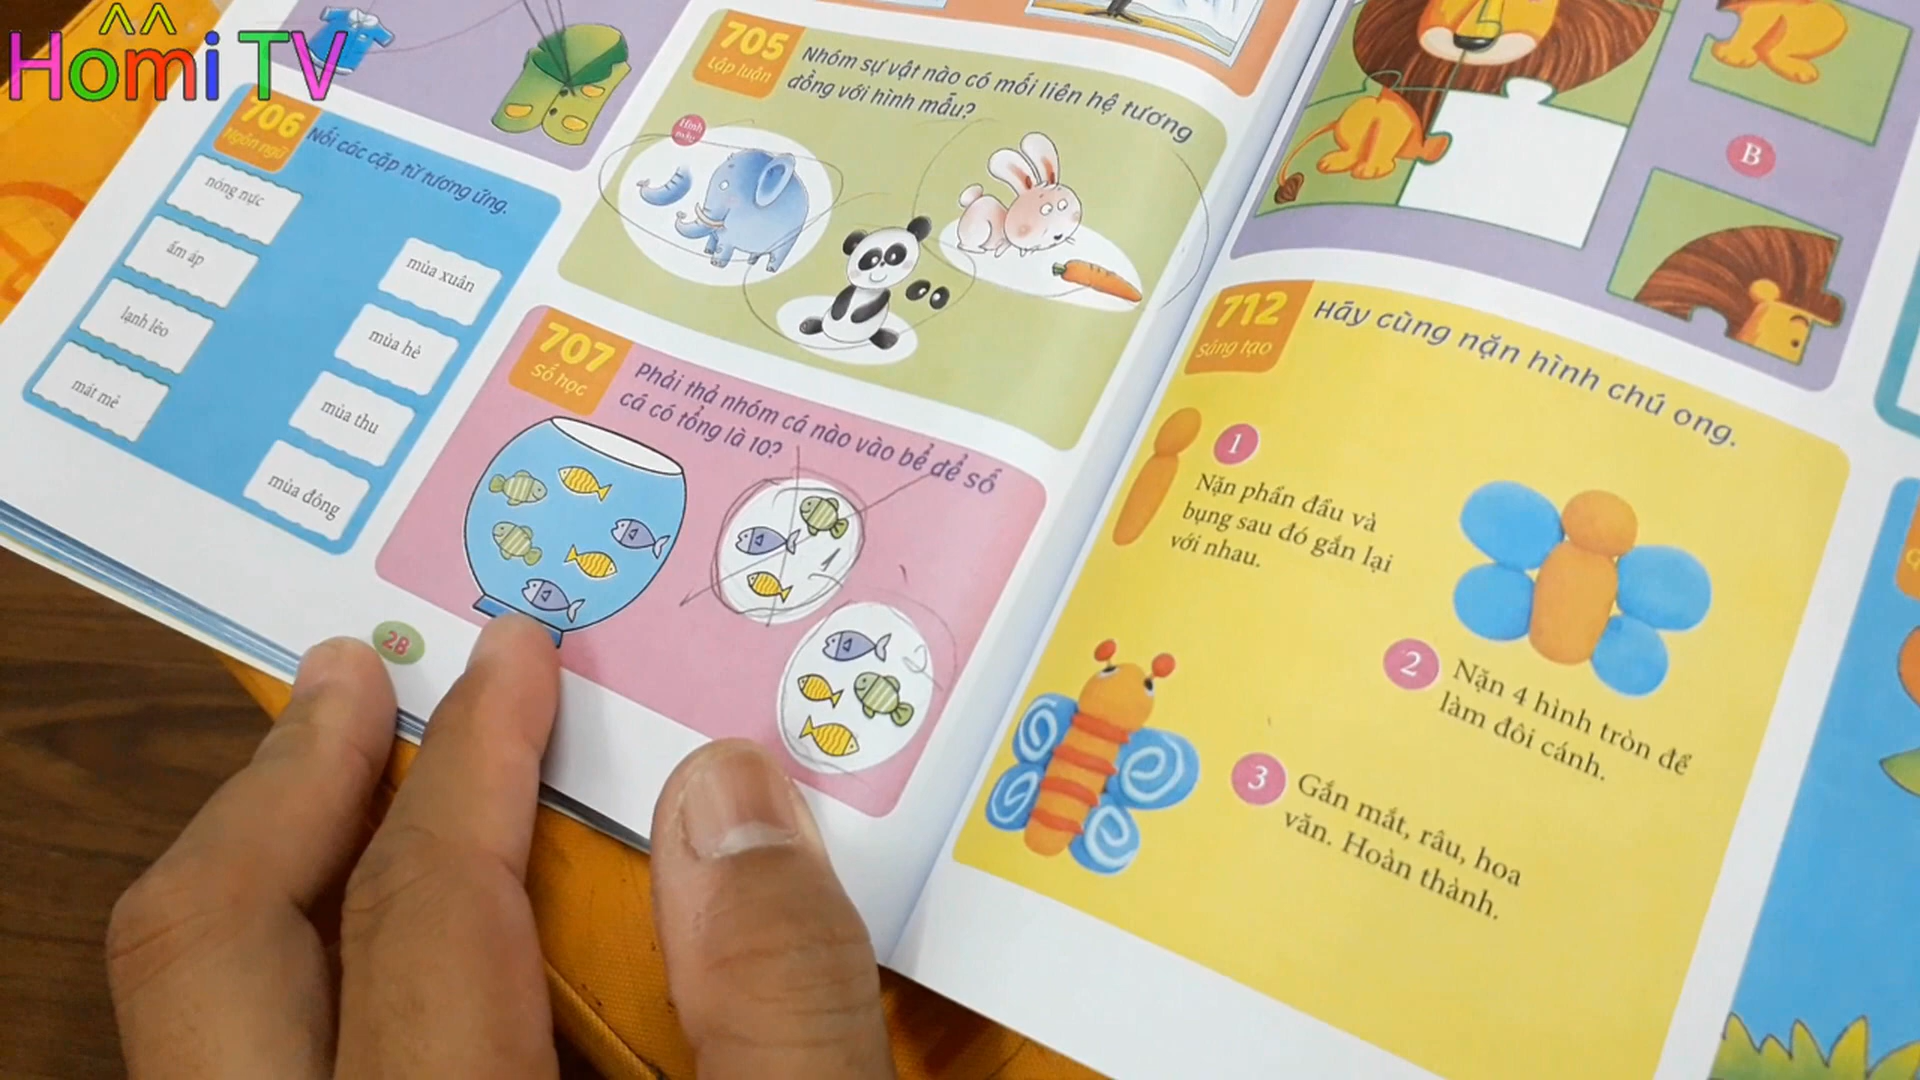 Hômi TV
705
Lập luận
Nhóm sự vật nào có mối liên hệ tương
đồng với hình mẫu?
Hình
mẫu
706
Ngôn ngữ
Nối các cặp từ tương ứng.
nóng nực
ấm áp
lạnh lẽo
mát mẻ
mùa xuân
mùa hè
mùa thu
mùa đông
707
Số học
Phải thả nhóm cá nào vào bể để số
cá có tổng là 10?
28
B
712
sáng tạo
Hãy cùng nặn hình chú ong.
1
Nặn phần đầu và
bụng sau đó gắn lại
với nhau.
2
Nặn 4 hình tròn để
làm đôi cánh.
3
Gắn mắt, râu, hoa
văn. Hoàn thành.